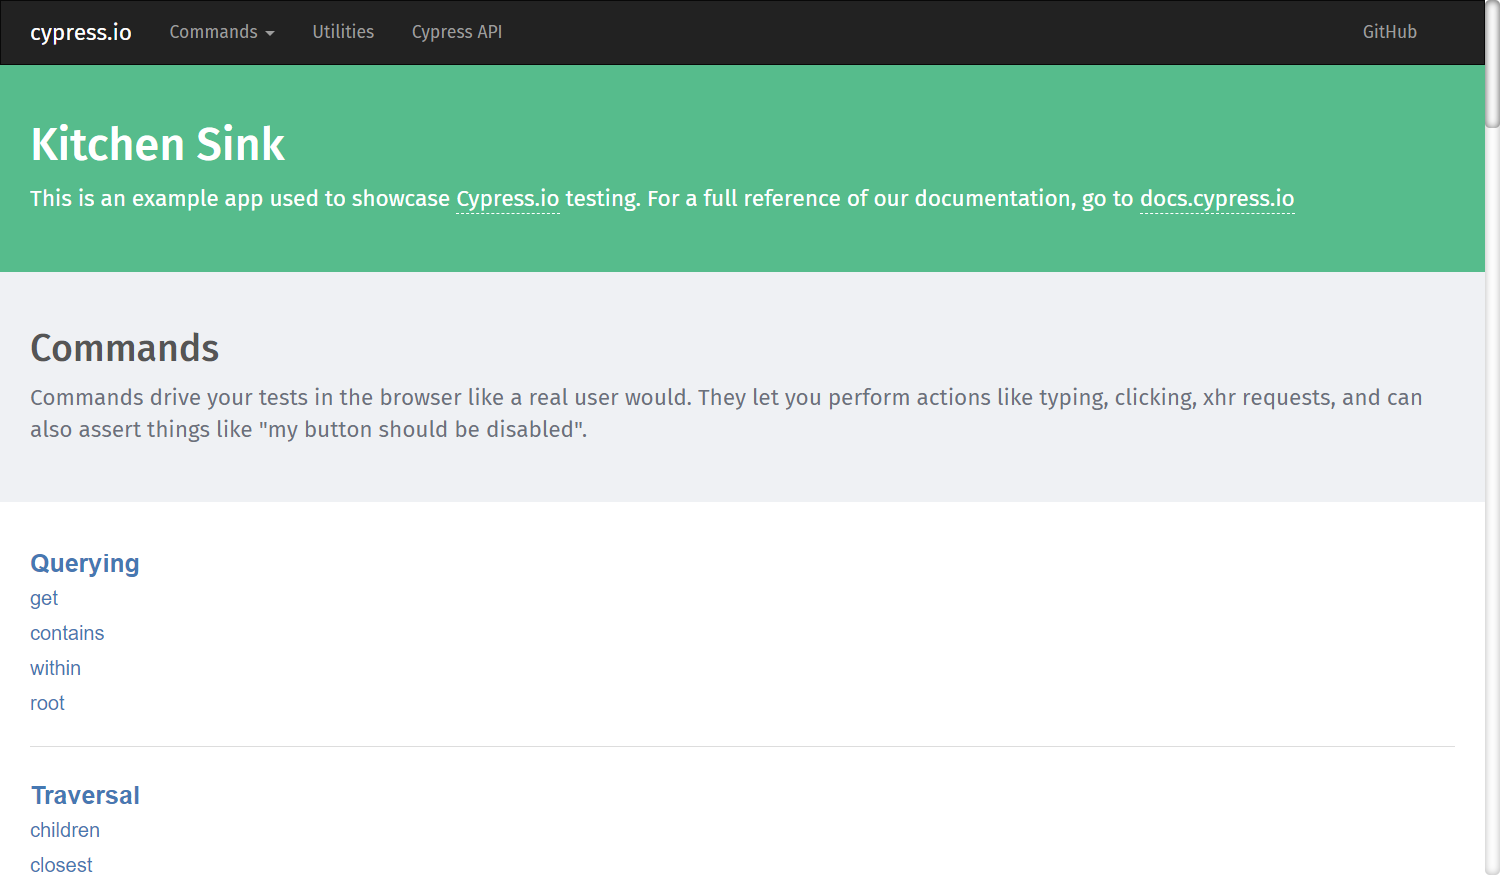 cypress.io Commands Utilities Cypress API GitHub
Kitchen Sink
This is an example app used to showcase Cypress.io testing. For a full reference of our documentation, go to docs.cypress.io
Commands
Commands drive your tests in the browser like a real user would. They let you perform actions like typing, clicking, xhr requests, and can
also assert things like "my button should be disabled".
Querying
get
contains
within
root
Traversal
children
closest